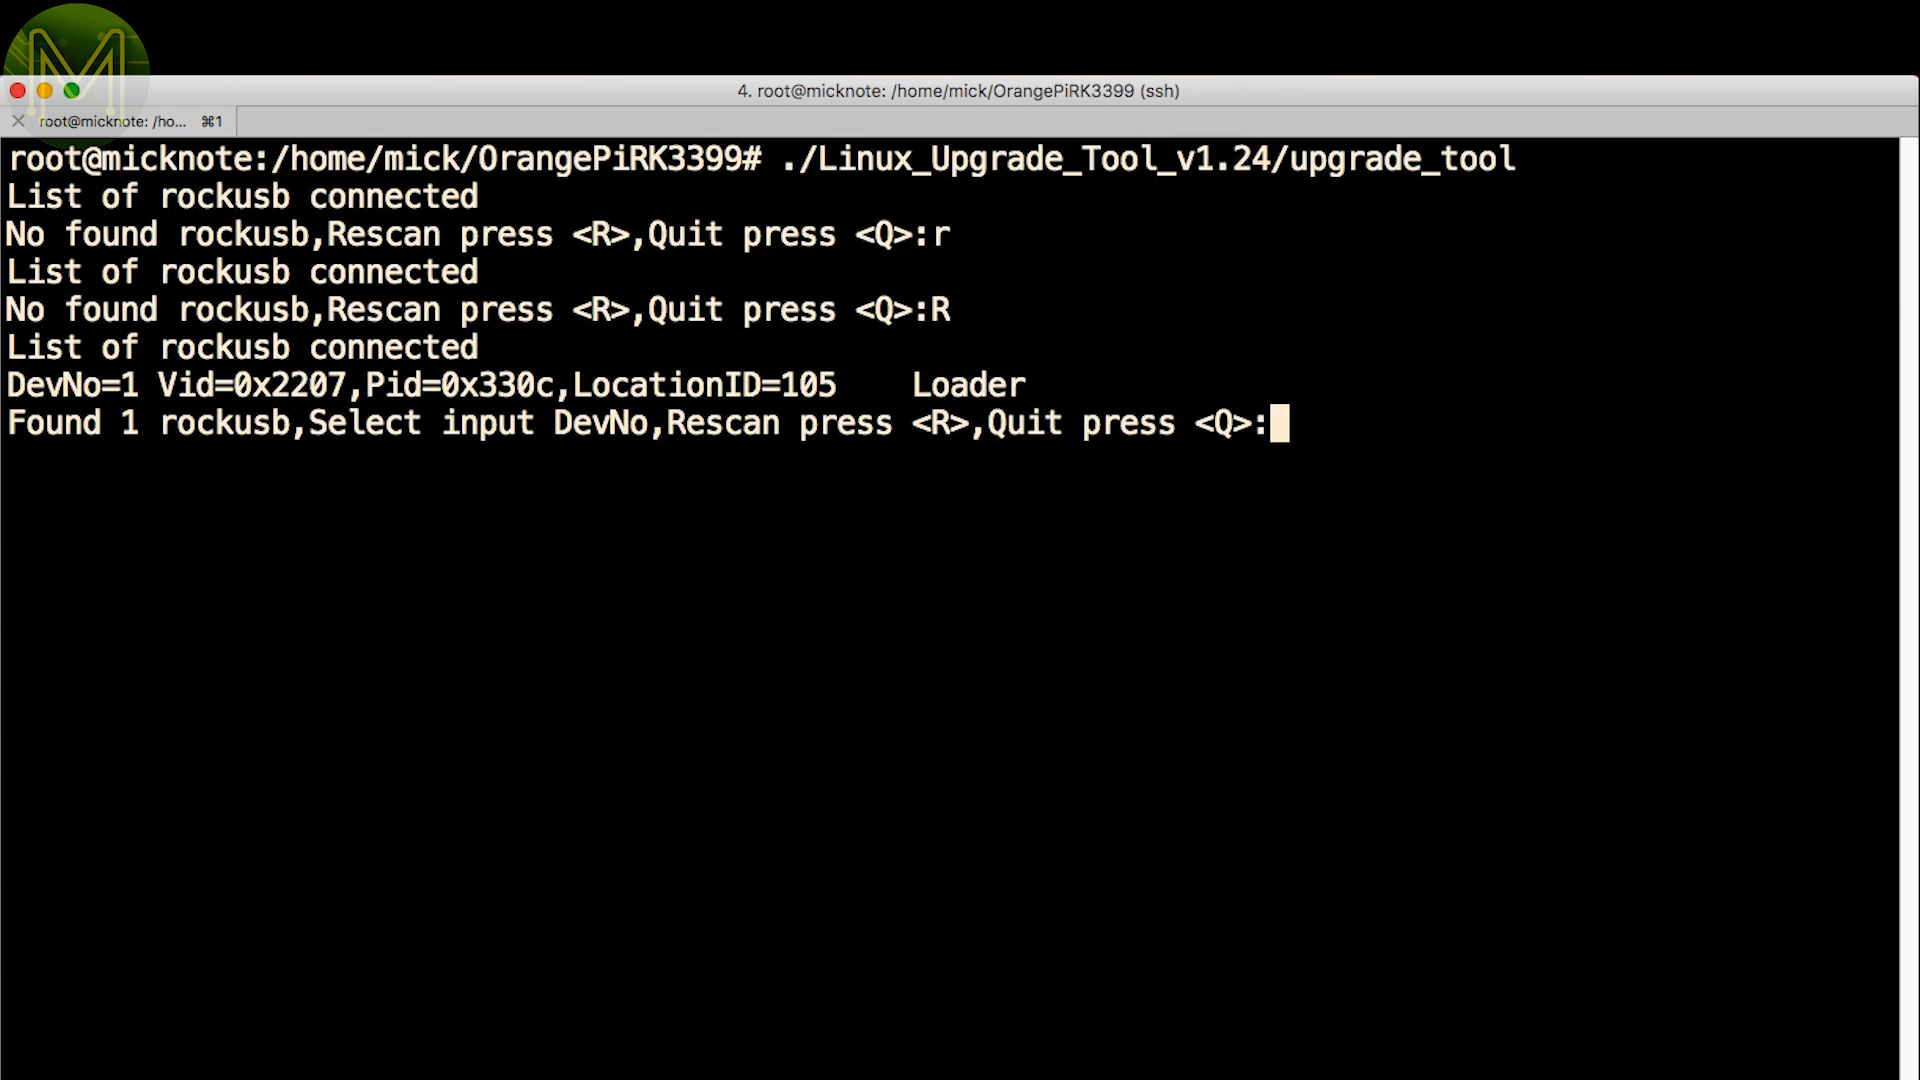 M
4. root@micknote: /home/mick/OrangePiRK3399 (ssh)
root@micknote: /ho... ⌘1
root@micknote:/home/mick/OrangePiRK3399# ./Linux_Upgrade_Tool_v1.24/upgrade_tool
List of rockusb connected
No found rockusb,Rescan press <R>,Quit press <Q>:r
List of rockusb connected
No found rockusb,Rescan press <R>,Quit press <Q>:R
List of rockusb connected
DevNo=1 Vid=0x2207,Pid=0x330c,LocationID=105    Loader
Found 1 rockusb,Select input DevNo,Rescan press <R>,Quit press <Q>: